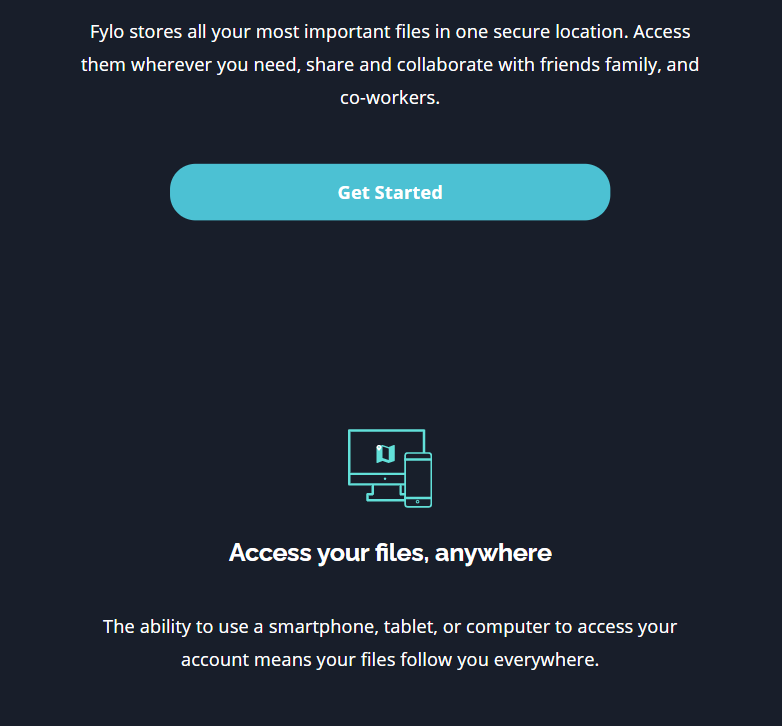 Fylo stores all your most important files in one secure location. Access
them wherever you need, share and collaborate with friends family, and
co-workers.
Get Started
Access your files, anywhere
The ability to use a smartphone, tablet, or computer to access your
account means your files follow you everywhere.